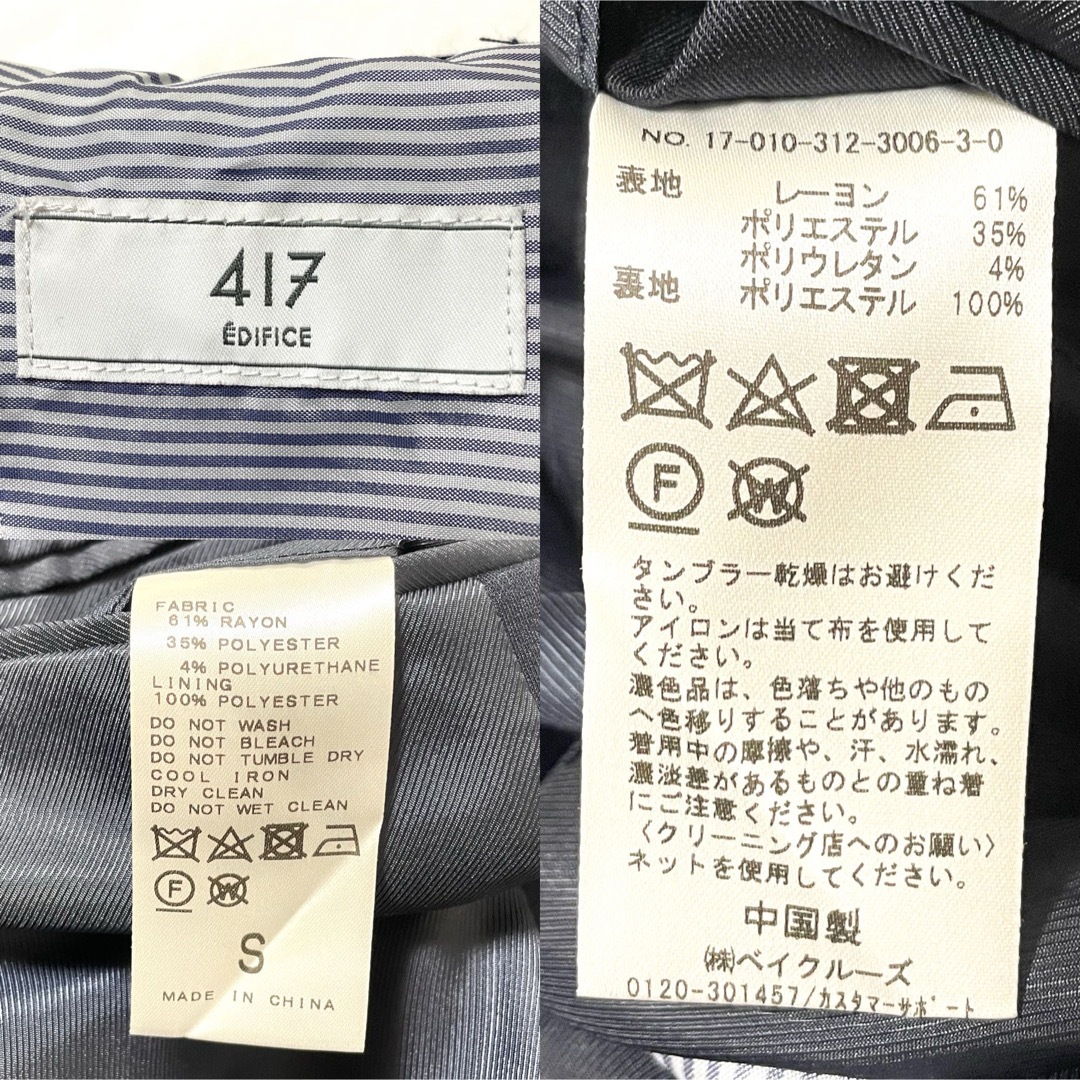 417
ÉDIFICE
FABRIC
61% RAYON
35% POLYESTER
4% POLYURETHANE
LINING
100% POLYESTER
DO NOT WASH
DO NOT BLEACH
DO NOT TUMBLE DRY
COOL IRON
DRY CLEAN
DO NOT WET CLEAN
F W
S
MADE IN CHINA
NO. 17-010-312-3006-3-0
表地 レーヨン 61%
ポリエステル 35%
ポリウレタン 4%
裏地 ポリエステル 100%
F W
タンブラー乾燥はお避けくだ
さい。
アイロンは当て布を使用して
ください。
濃色品は、色落ちや他のもの
へ色移りすることがあります。
着用中の摩擦や、汗、水濡れ、
濃淡差があるものとの重ね着
にご注意ください。
〈クリーニング店へのお願い〉
ネットを使用してください。
中国製
㈱ベイクルーズ
0120-301457/カスタマーサポート